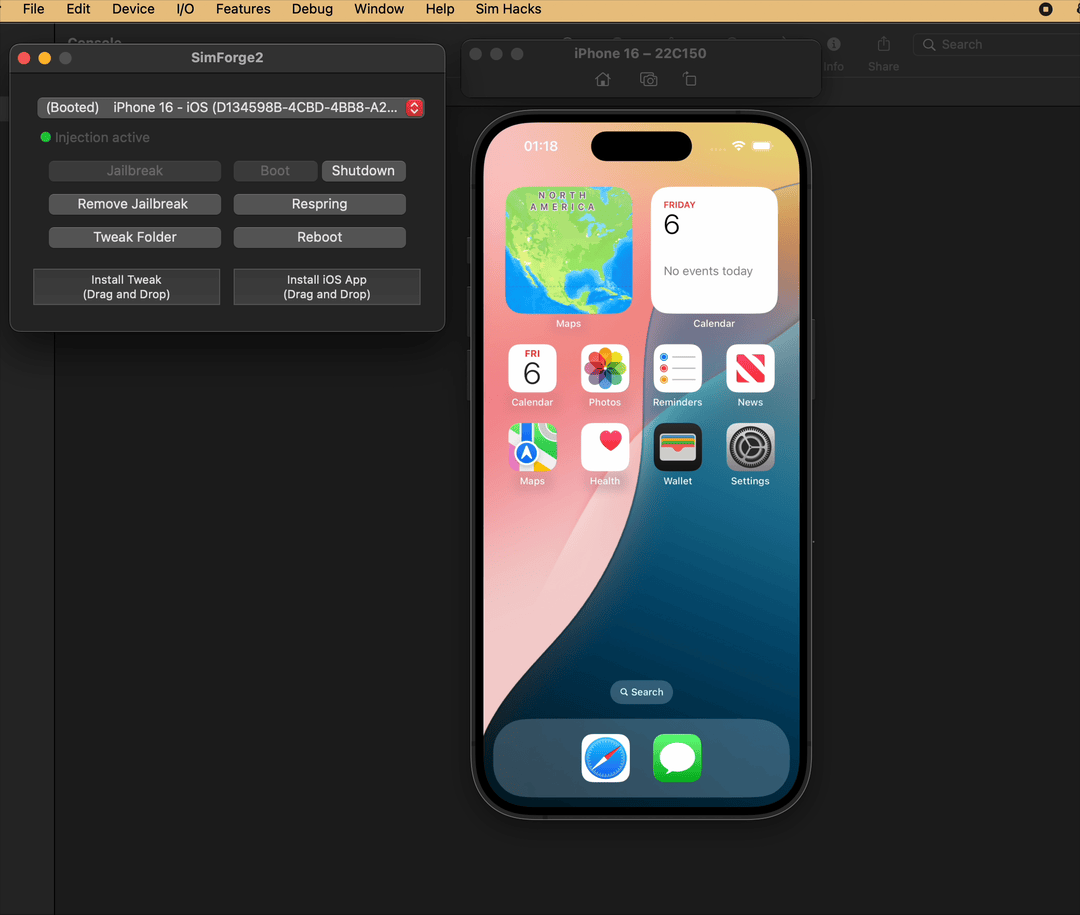 File Edit Device I/O Features Debug Window Help Sim Hacks
Console
SimForge2
(Booted) iPhone 16 - iOS (D134598B-4CBD-4BB8-A2...
Injection active
Jailbreak Boot Shutdown
Remove Jailbreak Respring
Tweak Folder Reboot
Install Tweak
(Drag and Drop)
Install iOS App
(Drag and Drop)
iPhone 16 – 22C150
Info
Share
Search
01:18
NORTH
AMERICA
Maps
FRIDAY
6
No events today
Calendar
FRI
6
Calendar Photos Reminders News
Maps Health Wallet Settings
Search